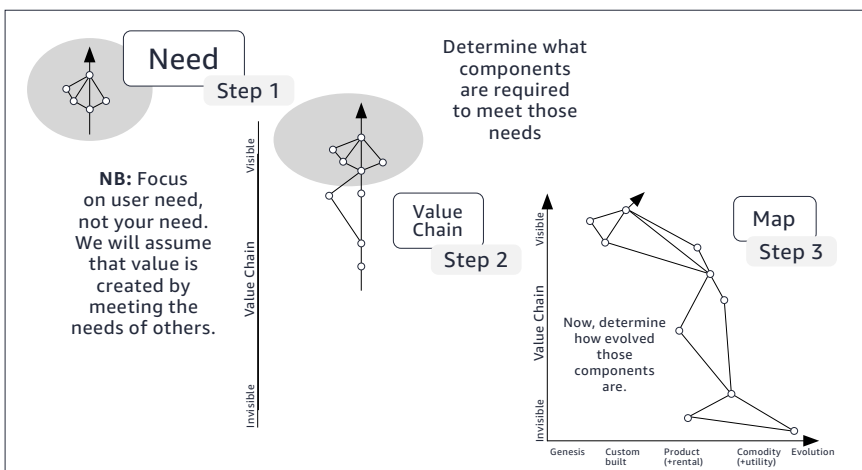 Need
Step 1
NB: Focus
on user need,
not your need.
We will assume
that value is
created by
meeting the
needs of others.
Visible
Value Chain
Invisible
Determine what
components
are required
to meet those
needs
Value
Chain
Step 2
Map
Step 3
Visible
Value Chain
Invisible
Now, determine
how evolved
those
components
are.
Genesis
Custom
built
Product
(+rental)
Comodity
(+utility)
Evolution